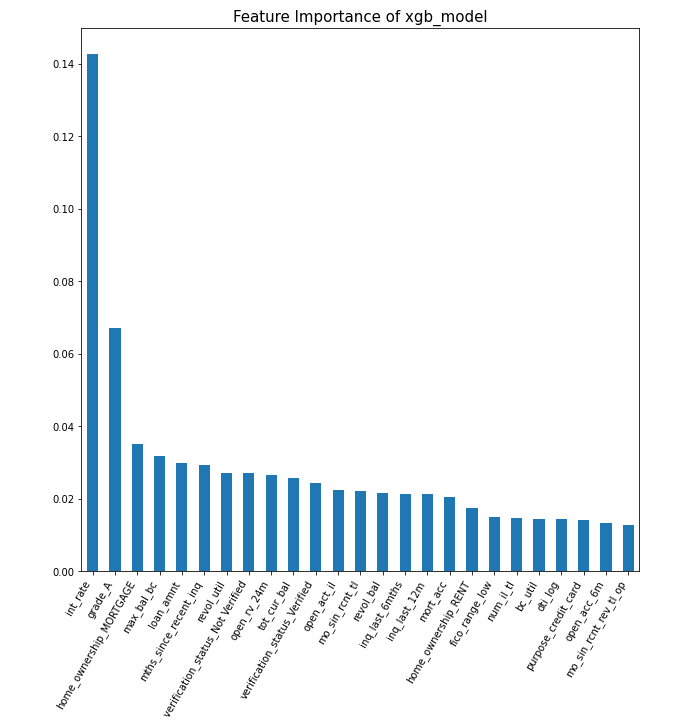 Feature Importance of xgb_model
0.14
0.12
0.10
0.08
0.06
0.04
0.02
0.00
int_rate
grade_A
home_ownership_MORTGAGE
max_bal_bc
loan_amnt
mths_since_recent_inq
revol_util
verification_status_Not Verified
open_rv_24m
tot_cur_bal
verification_status_Verified
open_act_il
mo_sin_rcnt_tl
revol_bal
inq_last_6mths
inq_last_12m
mort_acc
home_ownership_RENT
fico_range_low
num_il_tl
bc_util
dti_log
purpose_credit_card
open_acc_6m
mo_sin_rcnt_rev_tl_op